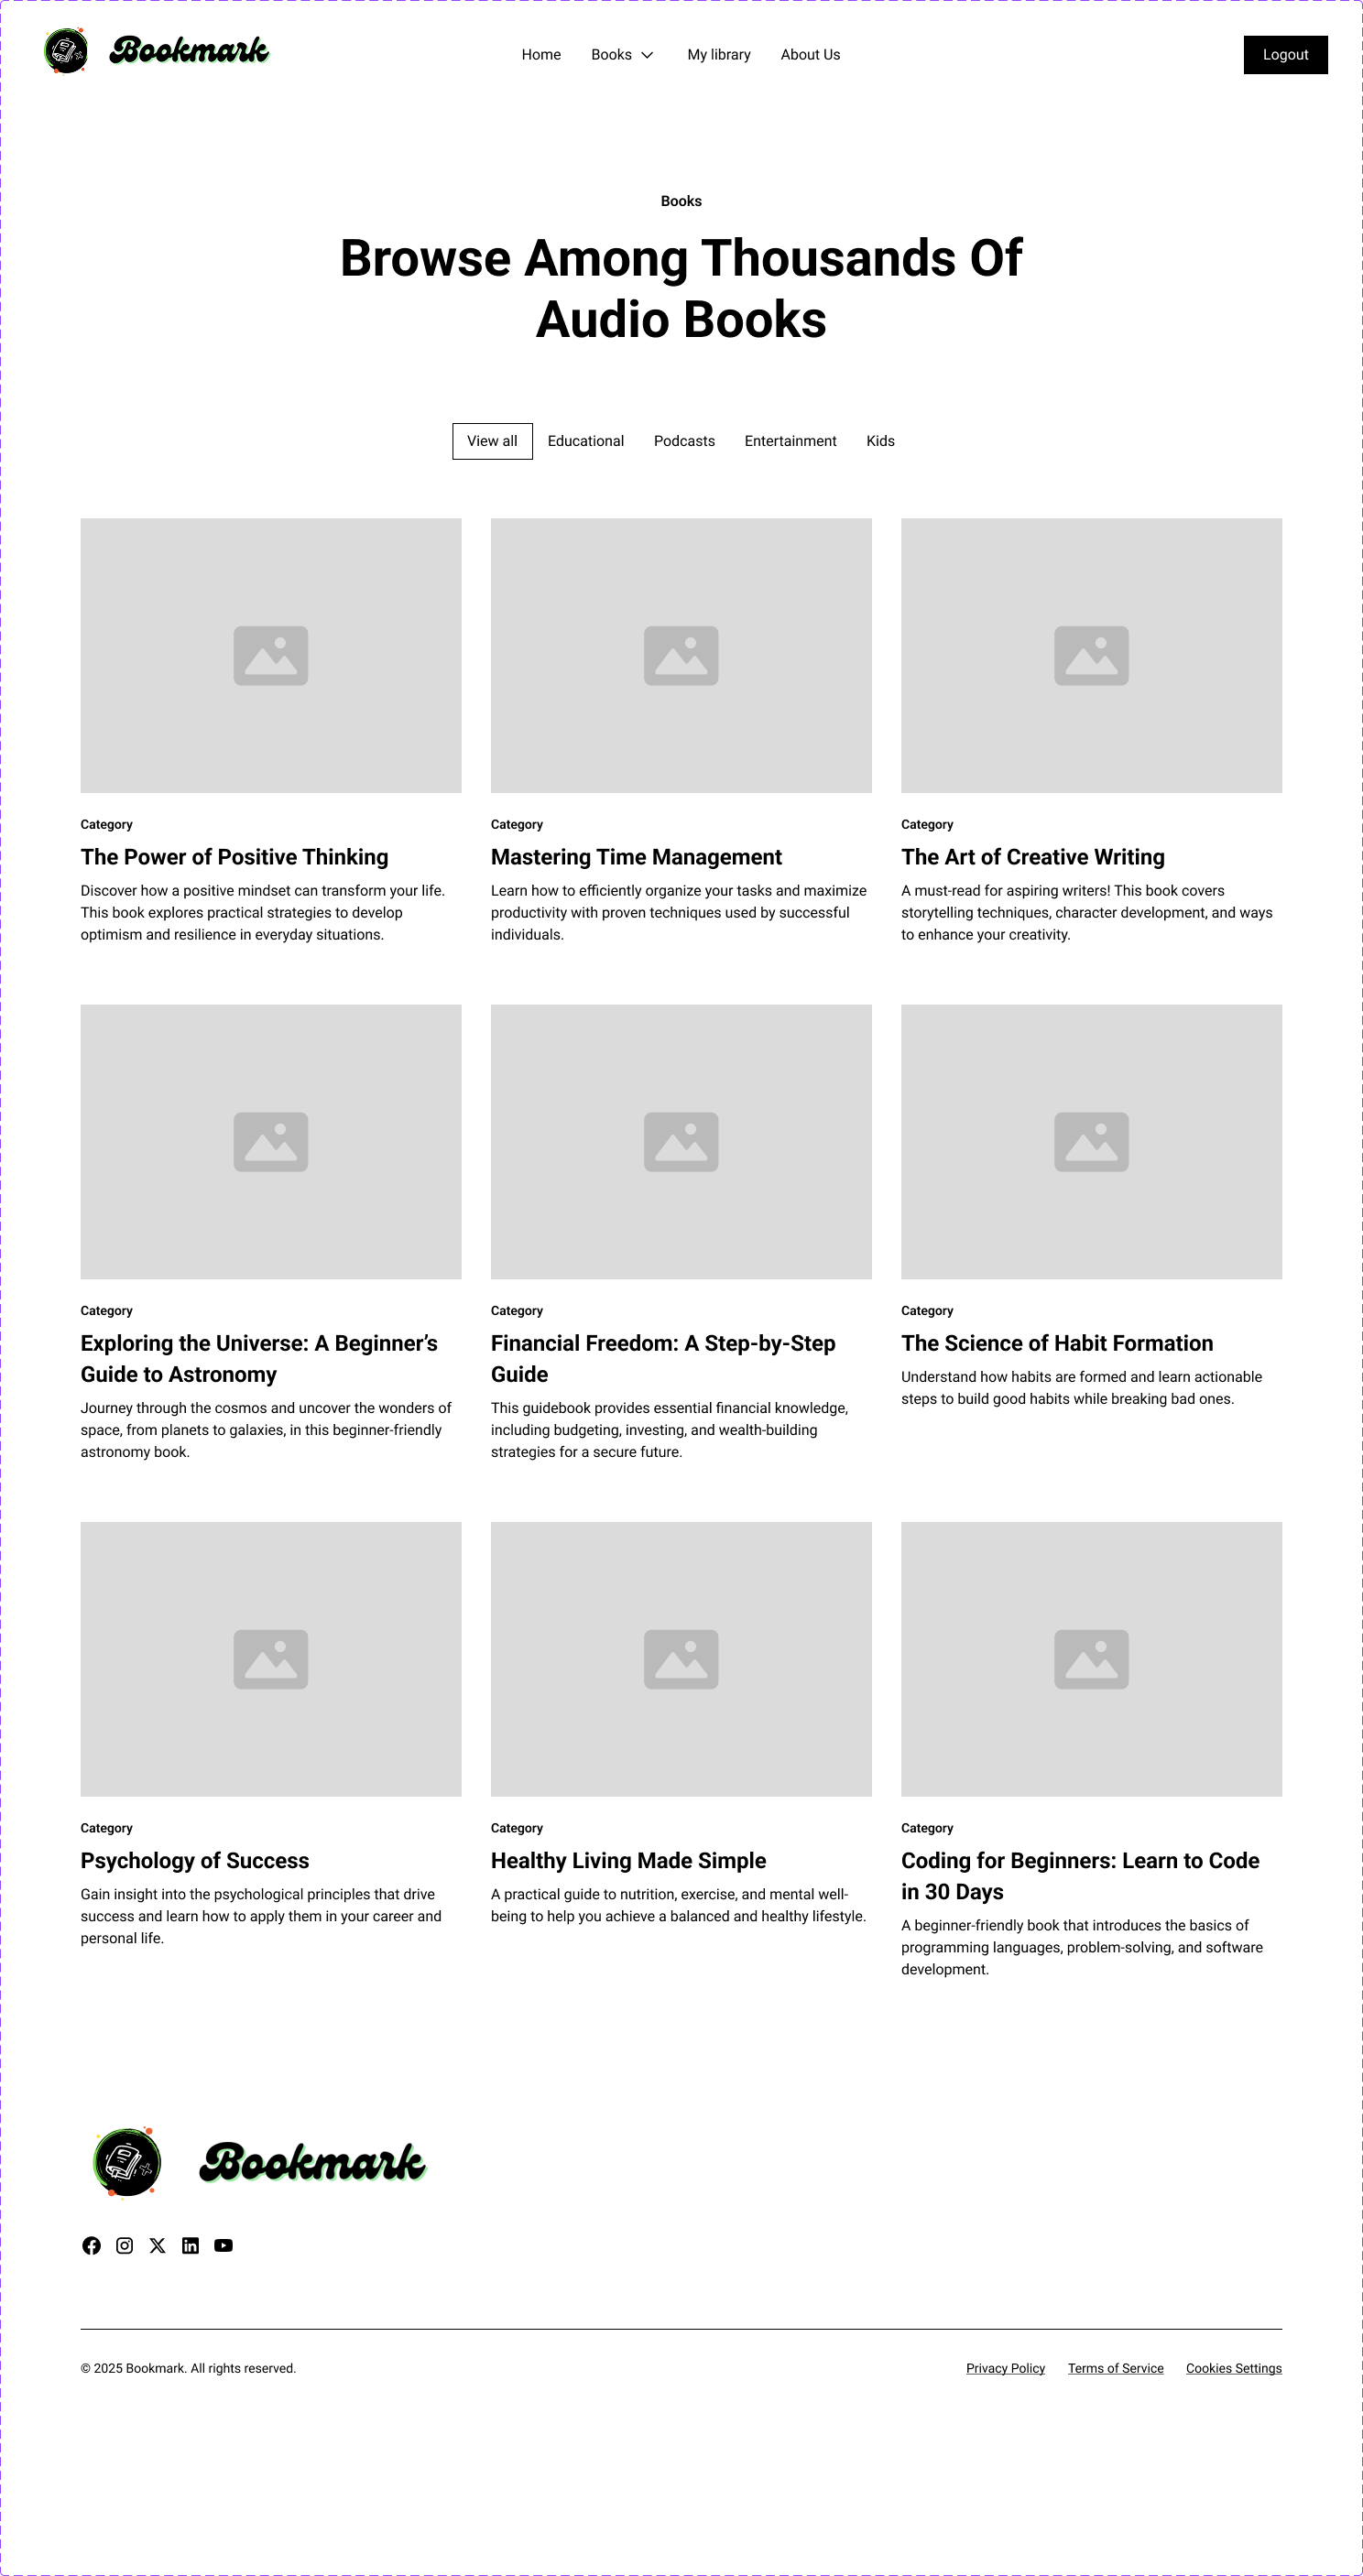 Bookmark
Home
Books
My library
About Us
Logout
Books
Browse Among Thousands Of
Audio Books
View all
Educational
Podcasts
Entertainment
Kids
Category
The Power of Positive Thinking
Discover how a positive mindset can transform your life.
This book explores practical strategies to develop
optimism and resilience in everyday situations.
Category
Mastering Time Management
Learn how to efficiently organize your tasks and maximize
productivity with proven techniques used by successful
individuals.
Category
The Art of Creative Writing
A must-read for aspiring writers! This book covers
storytelling techniques, character development, and ways
to enhance your creativity.
Category
Exploring the Universe: A Beginner’s
Guide to Astronomy
Journey through the cosmos and uncover the wonders of
space, from planets to galaxies, in this beginner-friendly
astronomy book.
Category
Financial Freedom: A Step-by-Step
Guide
This guidebook provides essential financial knowledge,
including budgeting, investing, and wealth-building
strategies for a secure future.
Category
The Science of Habit Formation
Understand how habits are formed and learn actionable
steps to build good habits while breaking bad ones.
Category
Psychology of Success
Gain insight into the psychological principles that drive
success and learn how to apply them in your career and
personal life.
Category
Healthy Living Made Simple
A practical guide to nutrition, exercise, and mental well-
being to help you achieve a balanced and healthy lifestyle.
Category
Coding for Beginners: Learn to Code
in 30 Days
A beginner-friendly book that introduces the basics of
programming languages, problem-solving, and software
development.
Bookmark
© 2025 Bookmark. All rights reserved.
Privacy Policy
Terms of Service
Cookies Settings